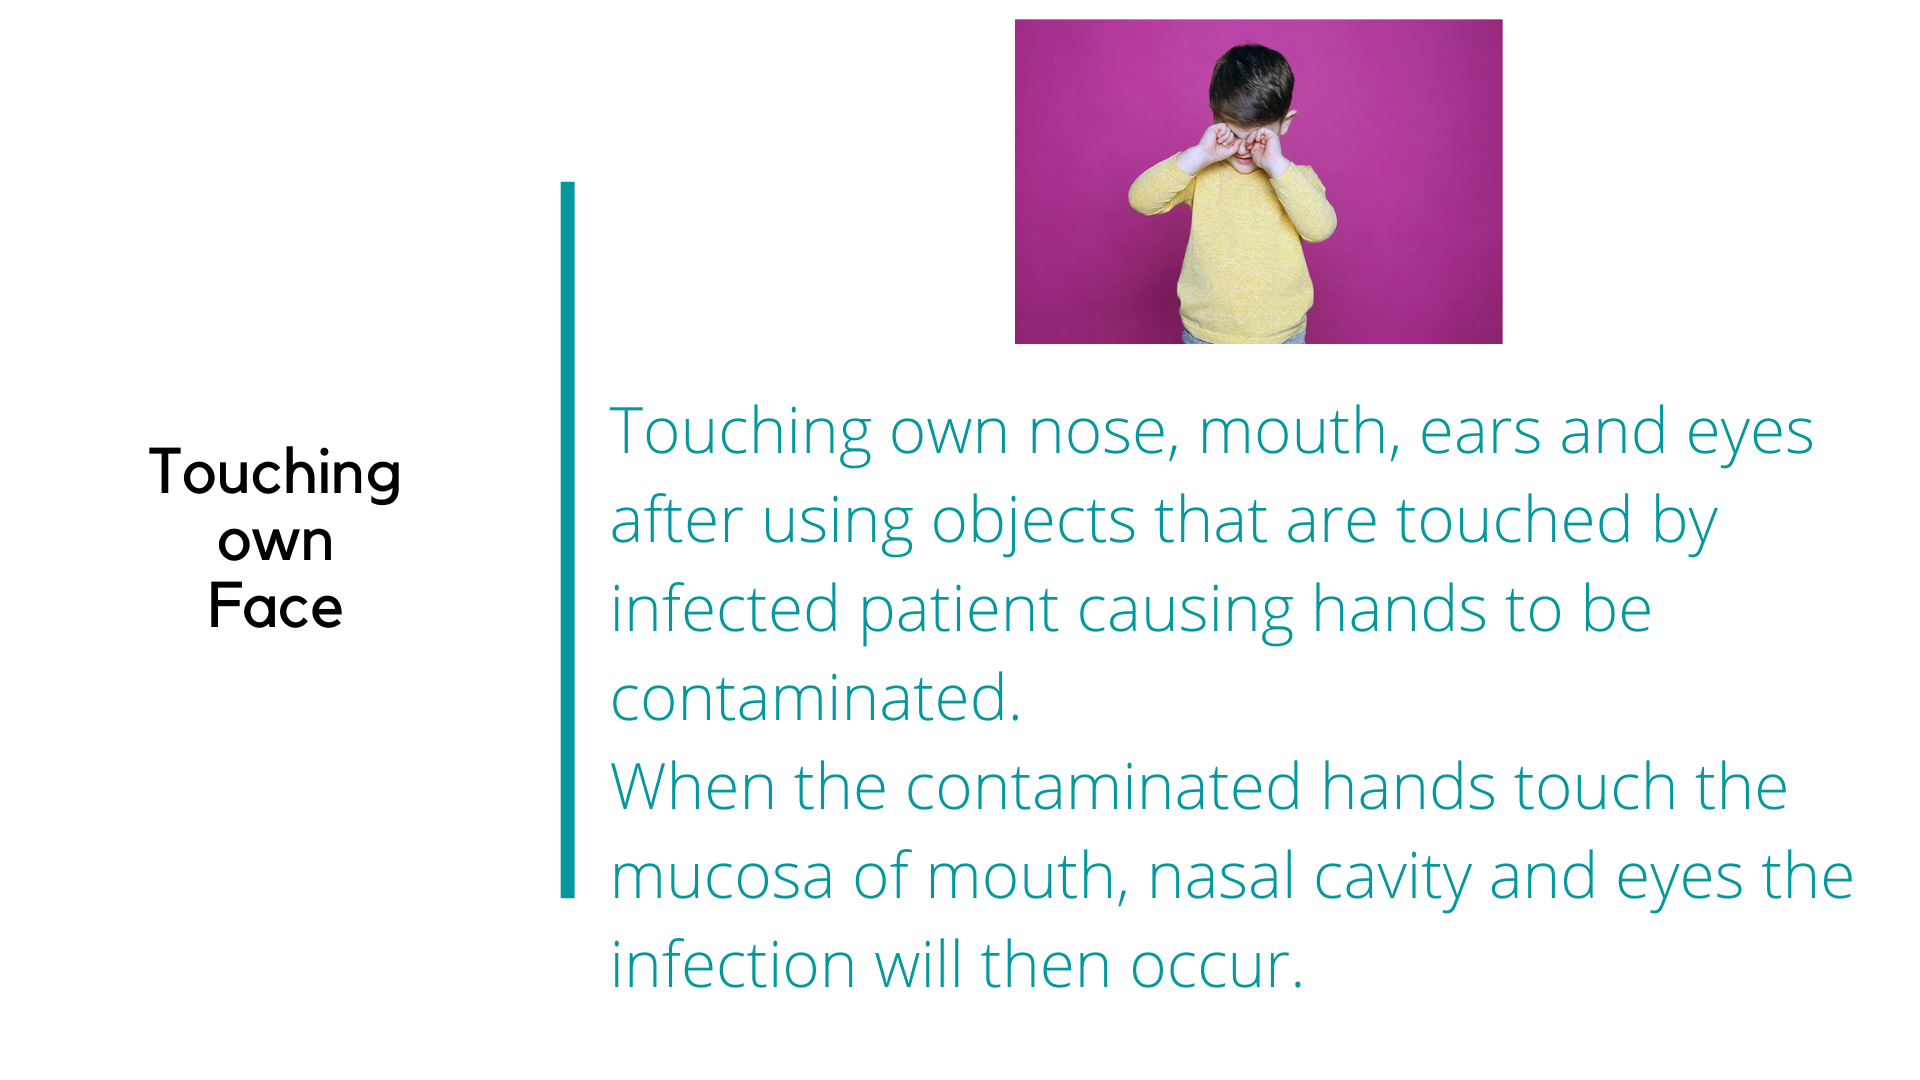 Touching
own
Face
Touching own nose, mouth, ears and eyes
after using objects that are touched by
infected patient causing hands to be
contaminated.
When the contaminated hands touch the
mucosa of mouth, nasal cavity and eyes the
infection will then occur.